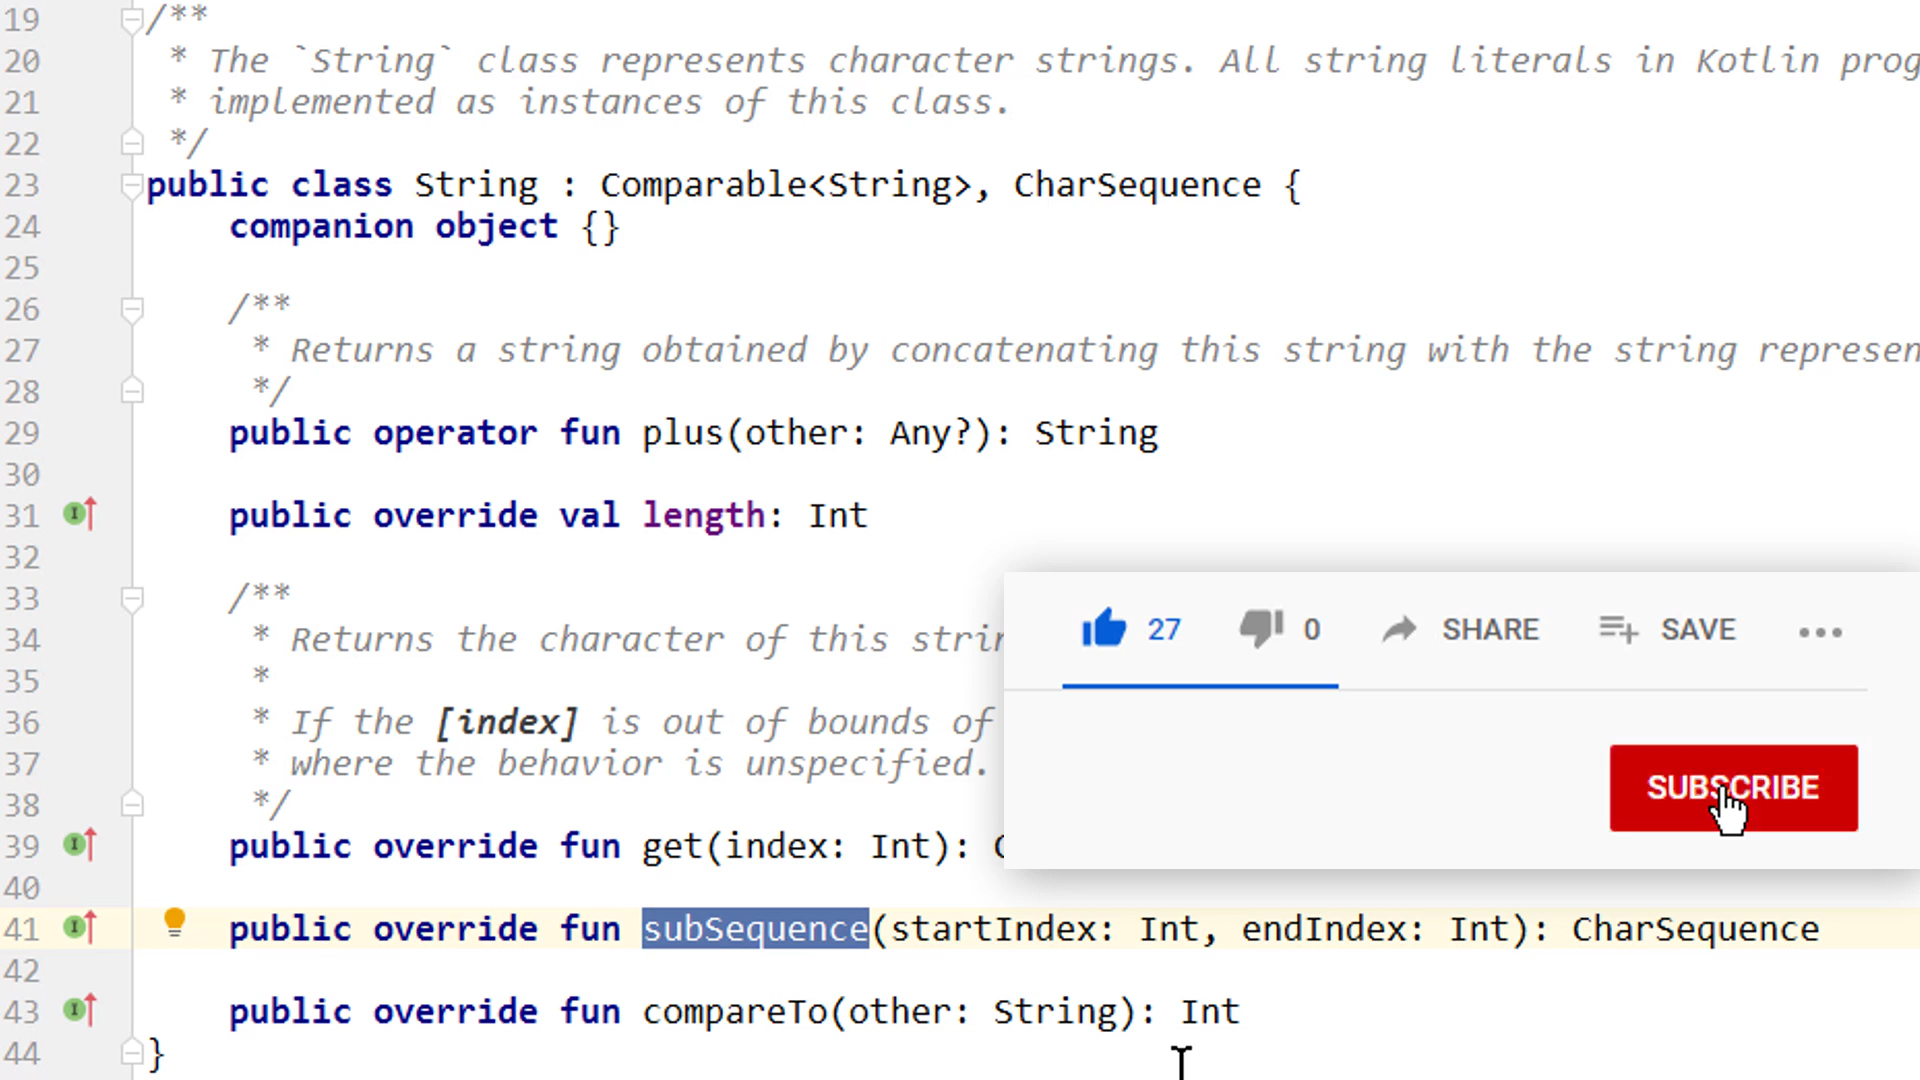 19 /**
20 * The `String` class represents character strings. All string literals in Kotlin prog
21 * implemented as instances of this class.
22 */
23 public class String : Comparable<String>, CharSequence {
24 companion object {}
25
26 /**
27 * Returns a string obtained by concatenating this string with the string represen
28 */
29 public operator fun plus(other: Any?): String
30
31 public override val length: Int
32
33 /**
34 * Returns the character of this strin
35 *
36 * If the [index] is out of bounds of
37 * where the behavior is unspecified.
38 */
39 public override fun get(index: Int): C
40
41 public override fun subSequence(startIndex: Int, endIndex: Int): CharSequence
42
43 public override fun compareTo(other: String): Int
44 }
27 0 SHARE SAVE
SUBSCRIBE